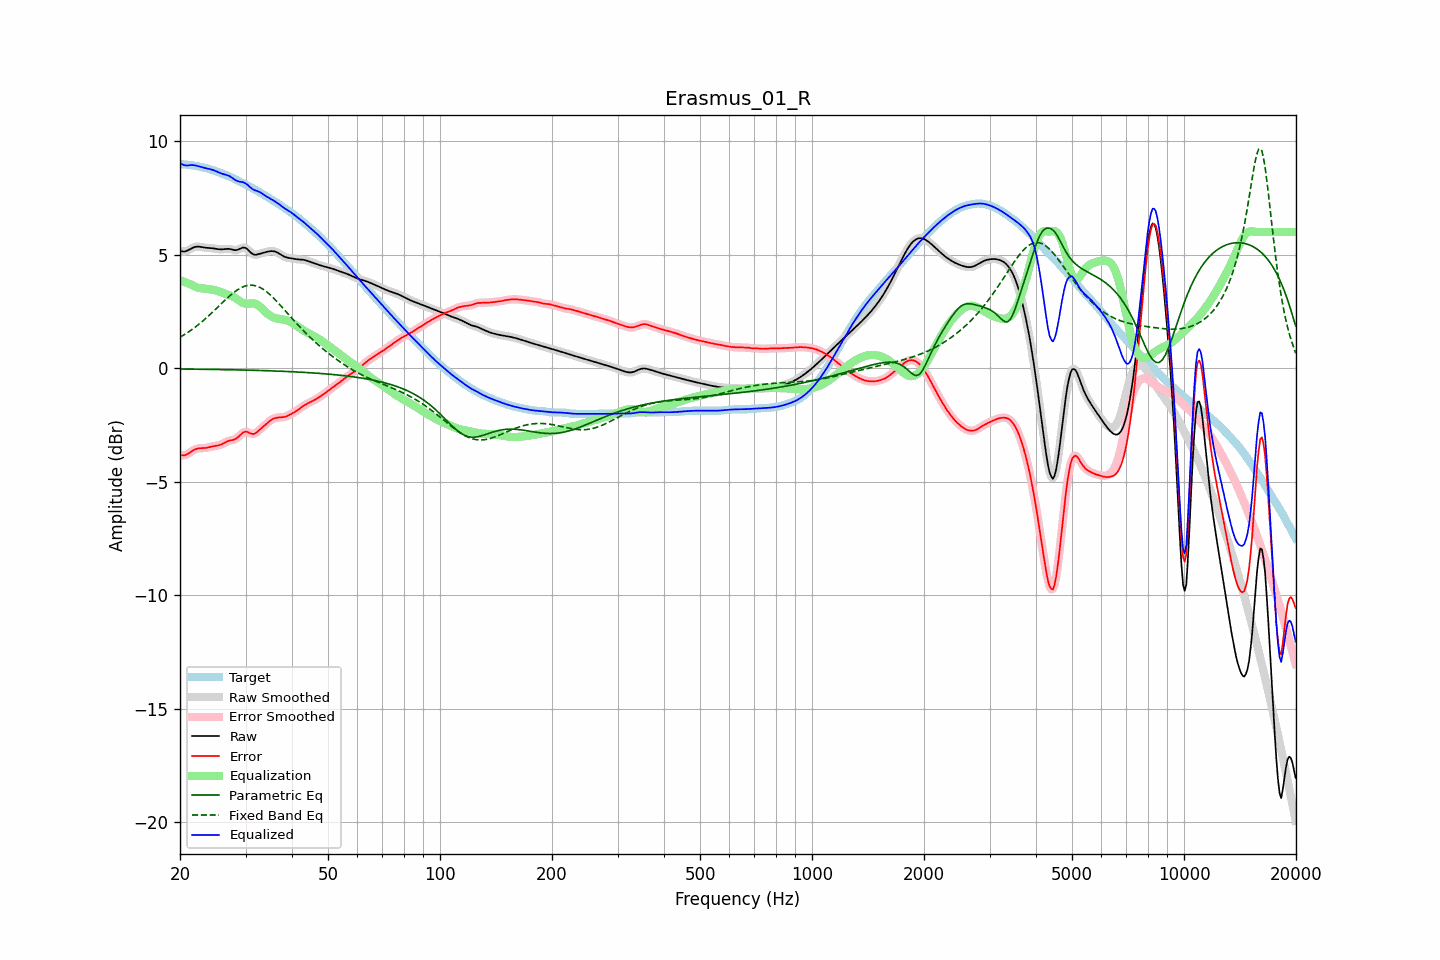 Erasmus_01_R
Amplitude (dBr)
10
5
0
−5
−10
−15
−20
Target
Raw Smoothed
Error Smoothed
Raw
Error
Equalization
Parametric Eq
Fixed Band Eq
Equalized
20 50 100 200 500 1000 2000 5000 10000 20000
Frequency (Hz)